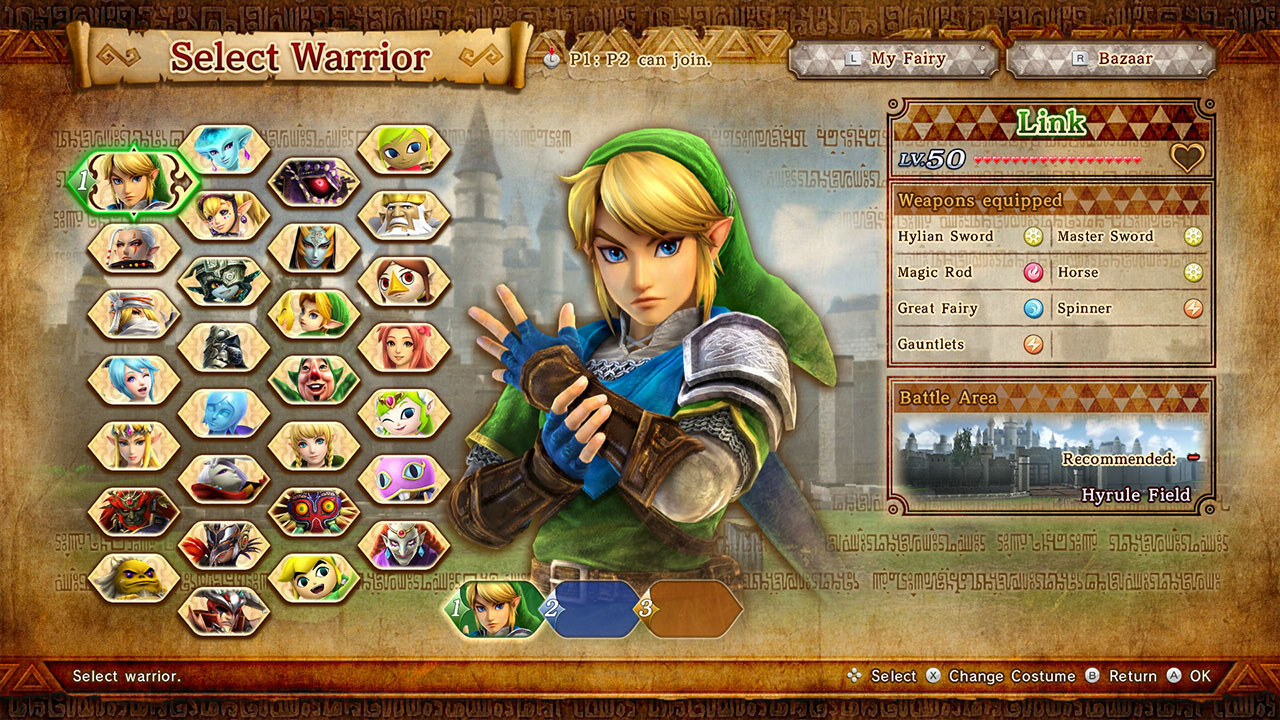 Select Warrior
P1: P2 can join.
L My Fairy
R Bazaar
1
Link
LV.50
Weapons equipped
Hylian Sword
Master Sword
Magic Rod
Horse
Great Fairy
Spinner
Gauntlets
Battle Area
Recommended:
Hyrule Field
1
2
3
Select warrior.
Select X Change Costume B Return A OK